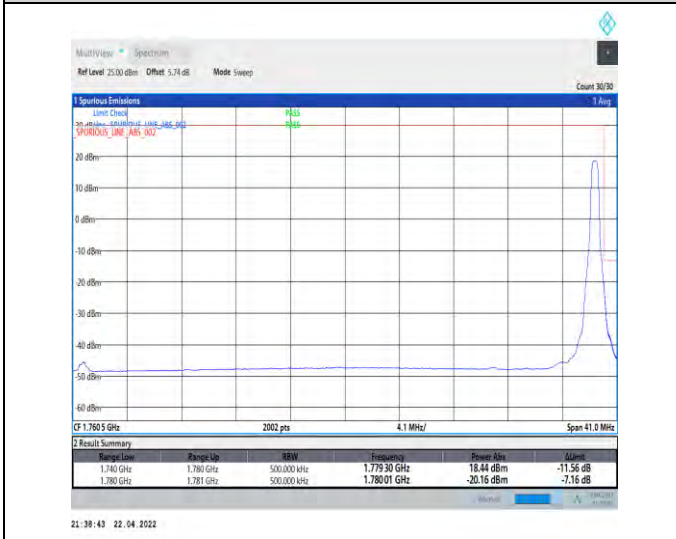 MultiView Spectrum
Ref Level 25.00 dBm Offset 5.74 dB Mode Sweep
Count 30/30
1 Spurious Emissions 1 Avg
Limit Check PASS
30 dBm Line _SPURIOUS_LINE_ABS_002 PASS
_SPURIOUS_LINE_ABS_002
20 dBm
10 dBm
0 dBm
-10 dBm
-20 dBm
-30 dBm
-40 dBm
-50 dBm
-60 dBm
CF 1.7605 GHz 2002 pts 4.1 MHz/ Span 41.0 MHz
2 Result Summary
Range Low Range Up RBW Frequency Power Abs ΔLimit
1.740 GHz 1.780 GHz 500.000 kHz 1.77930 GHz 18.44 dBm -11.56 dB
1.780 GHz 1.781 GHz 500.000 kHz 1.78001 GHz -20.16 dBm -7.16 dB
21:38:43 22.04.2022